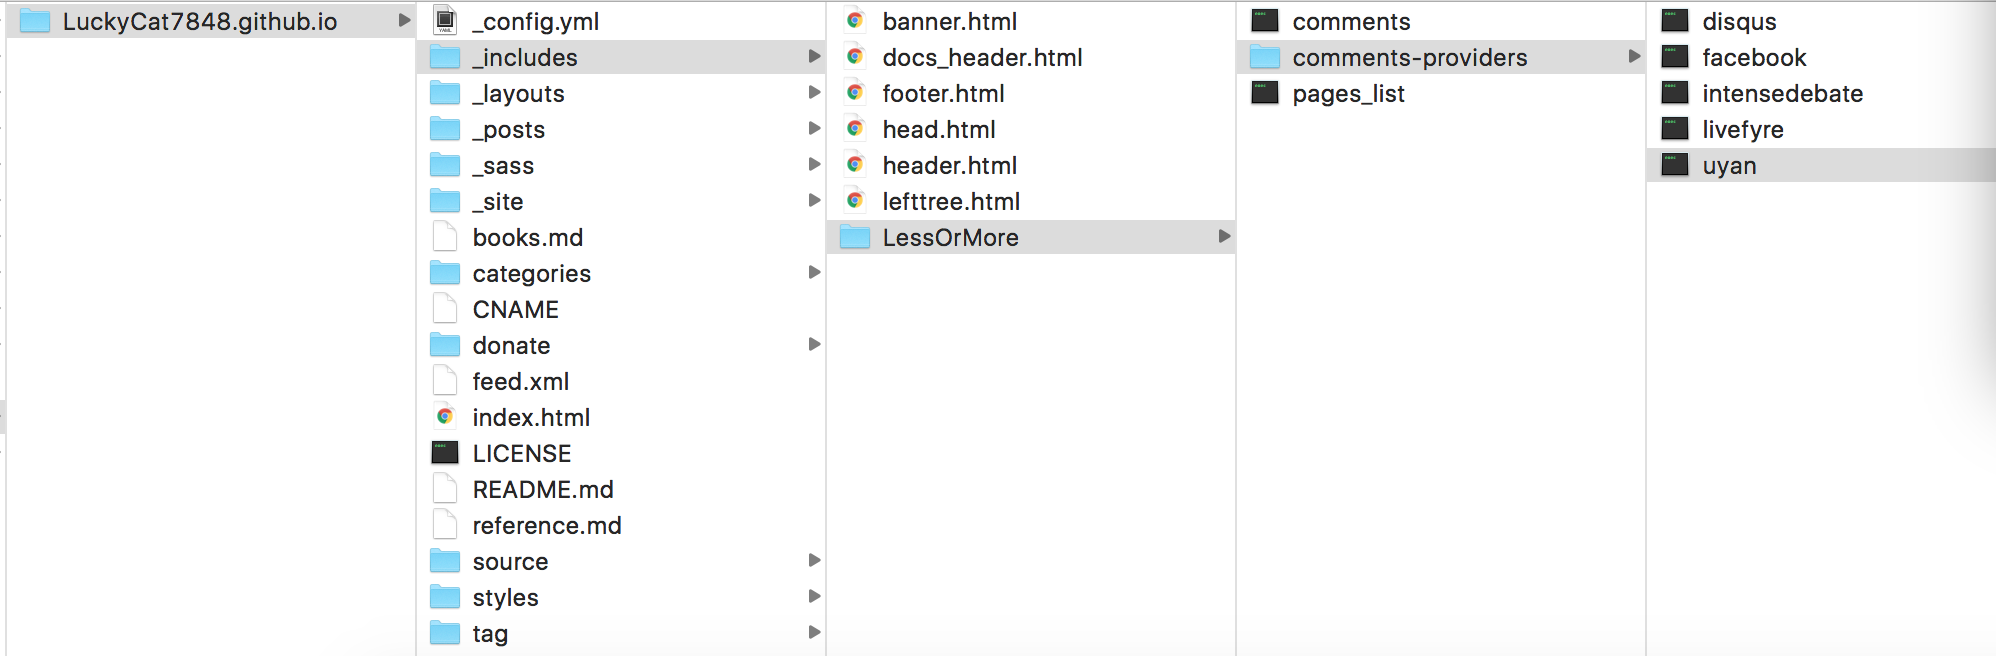 LuckyCat7848.github.io
_config.yml
_includes
_layouts
_posts
_sass
_site
books.md
categories
CNAME
donate
feed.xml
index.html
LICENSE
README.md
reference.md
source
styles
tag
banner.html
docs_header.html
footer.html
head.html
header.html
lefttree.html
LessOrMore
comments
comments-providers
pages_list
disqus
facebook
intensedebate
livefyre
uyan